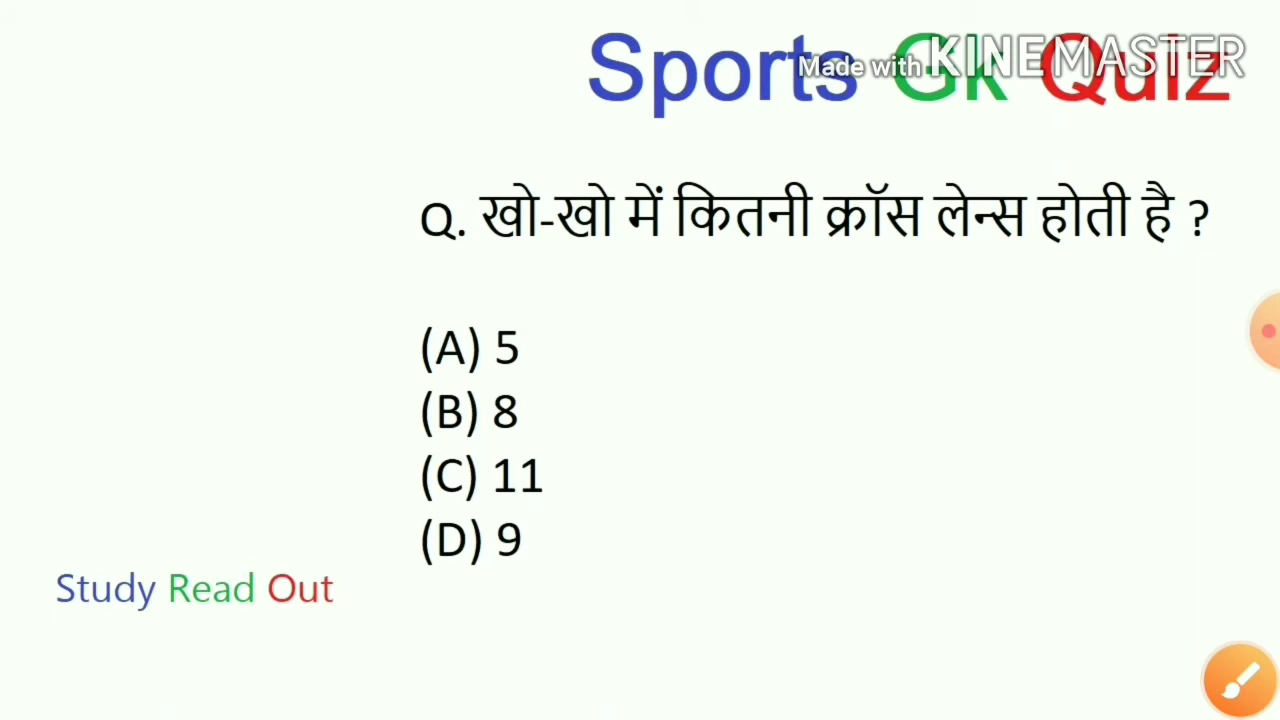 Sports Gk Quiz
Made with KINEMASTER
Q. खो-खो में कितनी क्रॉस लेन्स होती है ?
(A) 5
(B) 8
(C) 11
(D) 9
Study Read Out